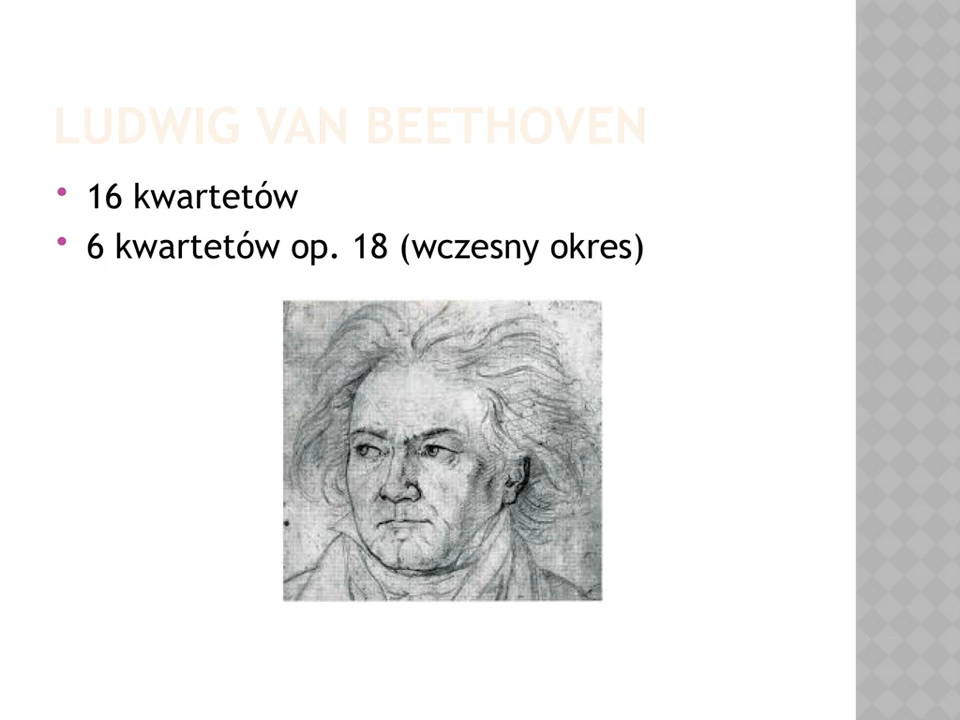 LUDWIG VAN BEETHOVEN
• 16 kwartetów
• 6 kwartetów op. 18 (wczesny okres)